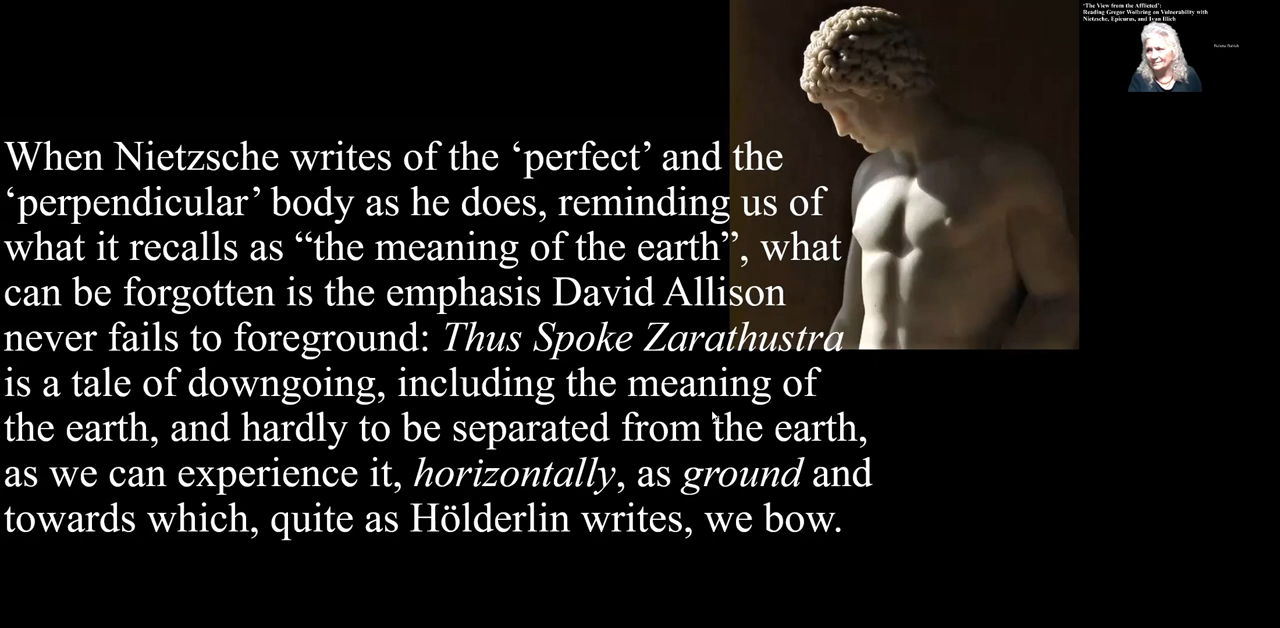 ‘The View from the Afflicted’:
Reading Gregor Wolbring on Vulnerability with
Nietzsche, Epicurus, and Ivan Illich
When Nietzsche writes of the ‘perfect’ and the
‘perpendicular’ body as he does, reminding us of
what it recalls as “the meaning of the earth”, what
can be forgotten is the emphasis David Allison
never fails to foreground: Thus Spoke Zarathustra
is a tale of downgoing, including the meaning of
the earth, and hardly to be separated from the earth,
as we can experience it, horizontally, as ground and
towards which, quite as Hölderlin writes, we bow.